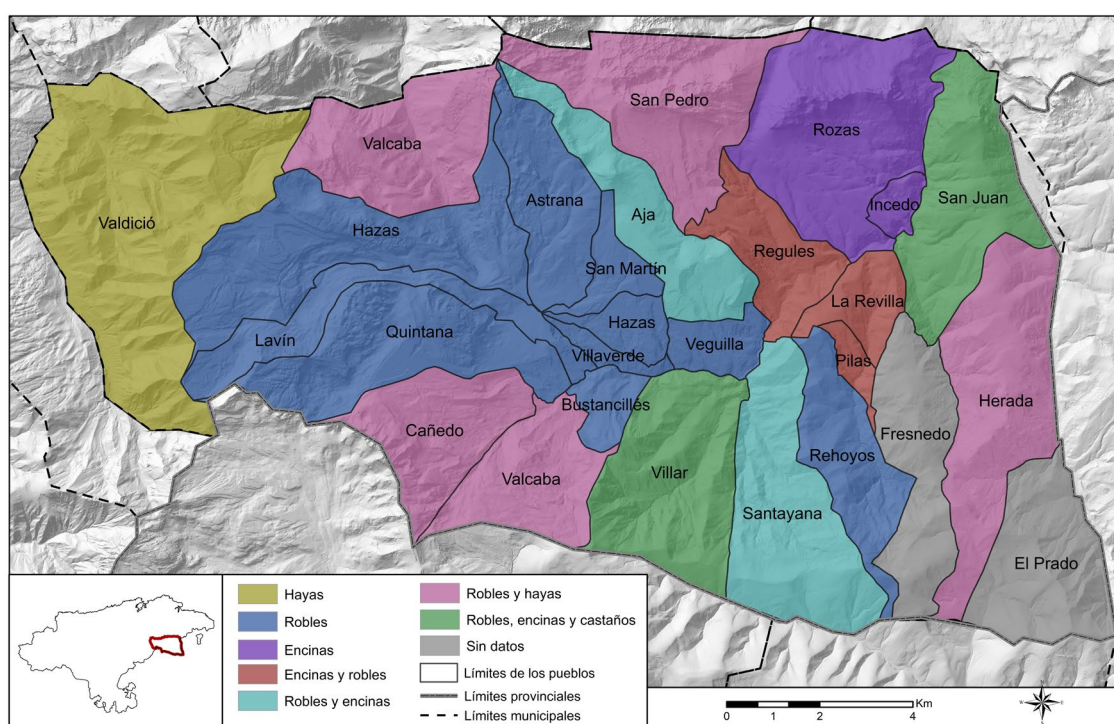 San Pedro
Rozas
Valcaba
Valdició
Astrana
Incedo
San Juan
Hazas
Aja
Regules
San Martín
La Revilla
Hazas
Quintana
Lavín
Villaverde
Veguilla
Pilas
Bustancillés
Herada
Cañedo
Fresnedo
Rehoyos
Valcaba
Villar
Santayana
El Prado
Hayas
Robles
Encinas
Encinas y robles
Robles y encinas
Robles y hayas
Robles, encinas y castaños
Sin datos
Límites de los pueblos
Límites provinciales
Límites municipales
Km
0 1 2 4